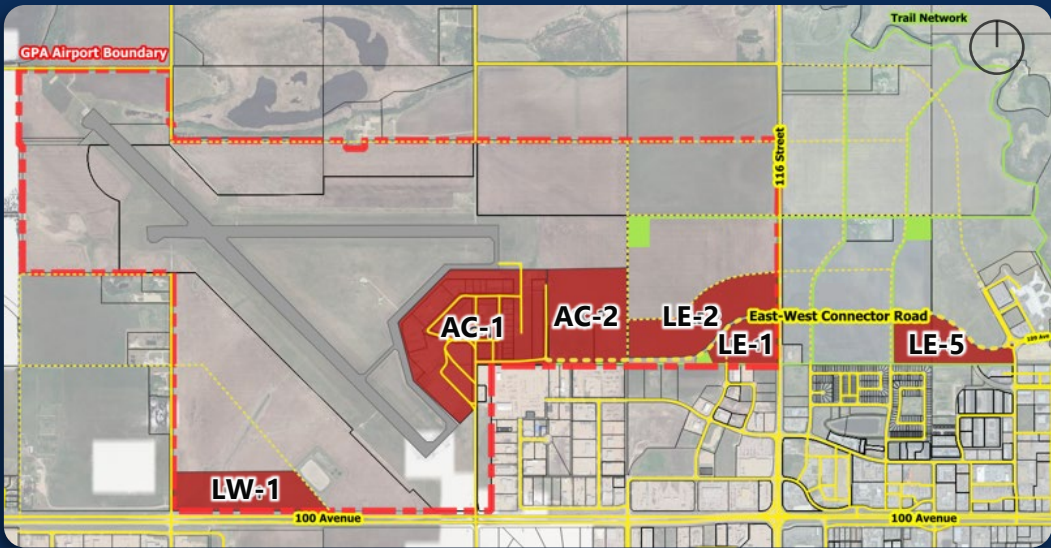 Trail Network
GPA Airport Boundary
116 Street
AC-1
AC-2
LE-2
East-West Connector Road
LE-1
LE-5
LW-1
100 Avenue
100 Avenue